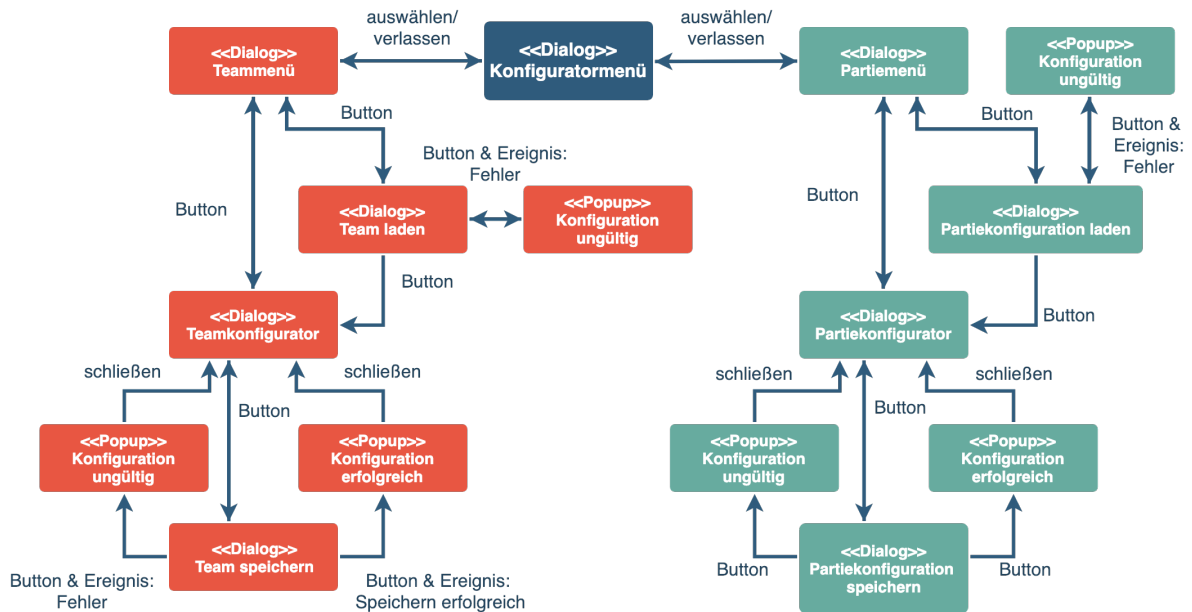 auswählen/
verlassen
auswählen/
verlassen
<<Dialog>>
Teammenü
<<Dialog>>
Konfiguratormenü
<<Dialog>>
Partiemenü
<<Popup>>
Konfiguration
ungültig
Button
Button
Button & Ereignis:
Fehler
Button &
Ereignis:
Fehler
Button
<<Dialog>>
Team laden
<<Popup>>
Konfiguration
ungültig
Button
<<Dialog>>
Partiekonfiguration laden
Button
Button
<<Dialog>>
Teamkonfigurator
<<Dialog>>
Partiekonfigurator
schließen
schließen
schließen
schließen
Button
Button
<<Popup>>
Konfiguration
ungültig
<<Popup>>
Konfiguration
erfolgreich
<<Popup>>
Konfiguration
ungültig
<<Popup>>
Konfiguration
erfolgreich
<<Dialog>>
Team speichern
<<Dialog>>
Partiekonfiguration
speichern
Button & Ereignis:
Fehler
Button & Ereignis:
Speichern erfolgreich
Button
Button